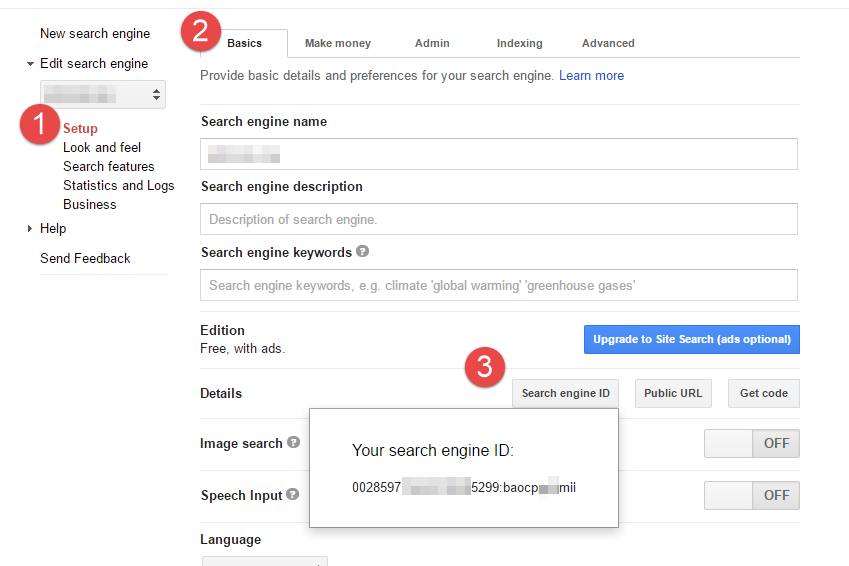 New search engine
Edit search engine
1
Setup
Look and feel
Search features
Statistics and Logs
Business
Help
Send Feedback
2
Basics Make money Admin Indexing Advanced
Provide basic details and preferences for your search engine. Learn more
Search engine name
Search engine description
Description of search engine.
Search engine keywords ?
Search engine keywords, e.g. climate 'global warming' 'greenhouse gases'
Edition
Free, with ads.
Upgrade to Site Search (ads optional)
3
Details Search engine ID Public URL Get code
Your search engine ID:
0028597 5299:baocp mii
Image search ? OFF
Speech Input ? OFF
Language